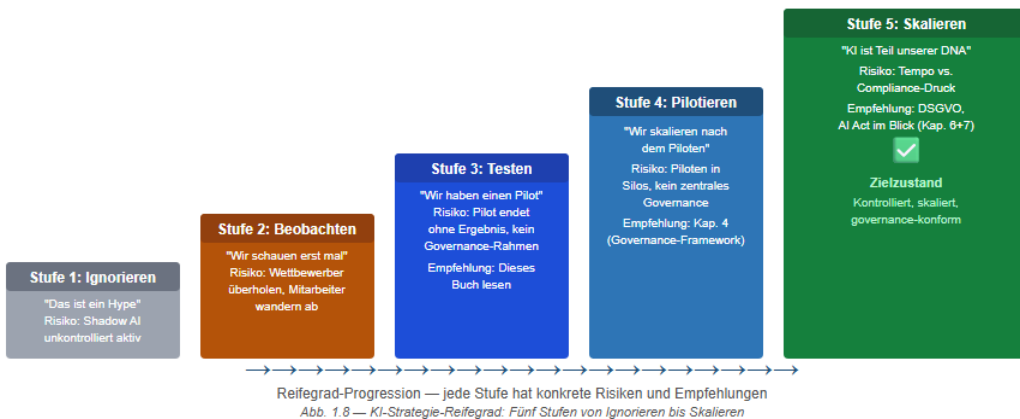 Stufe 1: Ignorieren
"Das ist ein Hype"
Risiko: Shadow AI
unkontrolliert aktiv
Stufe 2: Beobachten
"Wir schauen erst mal"
Risiko: Wettbewerber
überholen, Mitarbeiter
wandern ab
Stufe 3: Testen
"Wir haben einen Pilot"
Risiko: Pilot endet
ohne Ergebnis, kein
Governance-Rahmen
Empfehlung: Dieses
Buch lesen
Stufe 4: Pilotieren
"Wir skalieren nach
dem Piloten"
Risiko: Piloten in
Silos, kein zentrales
Governance
Empfehlung: Kap. 4
(Governance-Framework)
Stufe 5: Skalieren
"KI ist Teil unserer DNA"
Risiko: Tempo vs.
Compliance-Druck
Empfehlung: DSGVO,
AI Act im Blick (Kap. 6+7)
Zielzustand
Kontrolliert, skaliert,
governance-konform
Reifegrad-Progression — jede Stufe hat konkrete Risiken und Empfehlungen
Abb. 1.8 — KI-Strategie-Reifegrad: Fünf Stufen von Ignorieren bis Skalieren